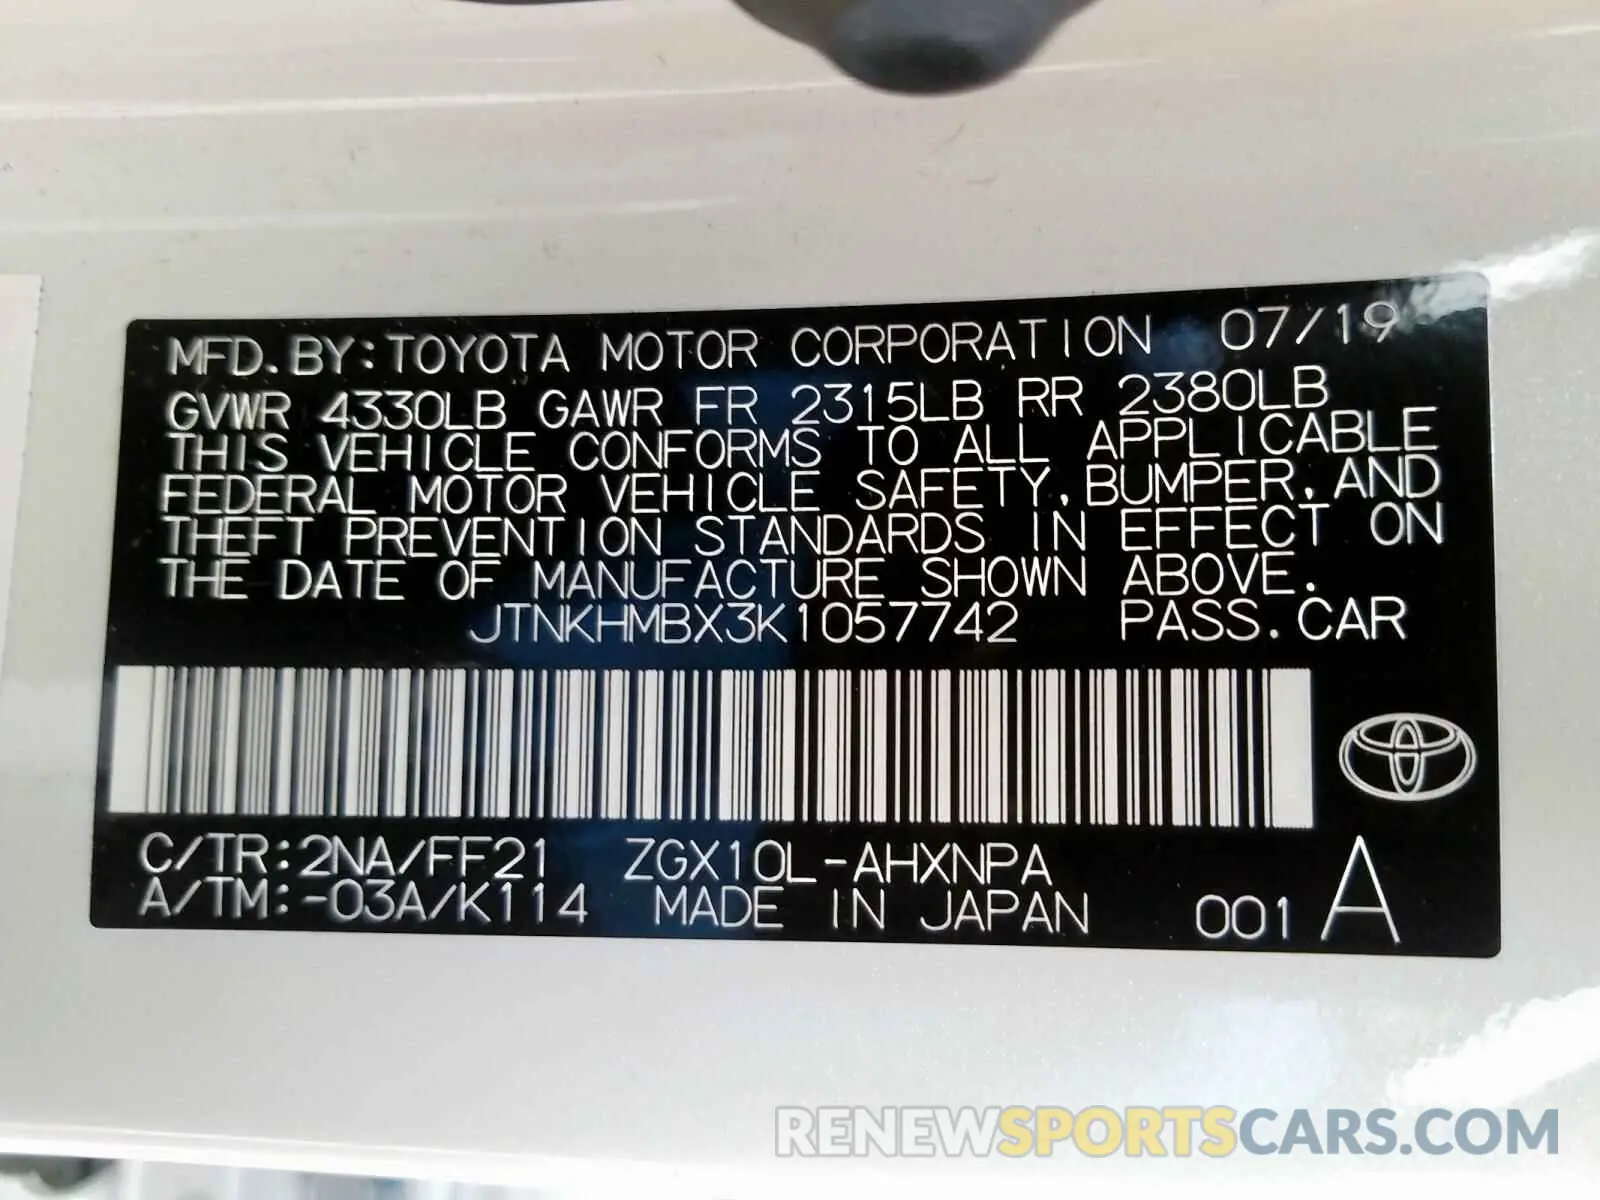 MFD. BY:TOYOTA MOTOR CORPORATION 07/19
GVWR 4330LB GAWR FR 2315LB RR 2380LB
THIS VEHICLE CONFORMS TO ALL APPLICABLE
FEDERAL MOTOR VEHICLE SAFETY, BUMPER, AND
THEFT PREVENTION STANDARDS IN EFFECT ON
THE DATE OF MANUFACTURE SHOWN ABOVE.
JTNKHMBX3K1057742 PASS. CAR
C/TR:2NA/FF21 ZGX10L-AHXNPA
A/TM:-03A/K114 MADE IN JAPAN 001 A
RENEWSPORTSCARS.COM